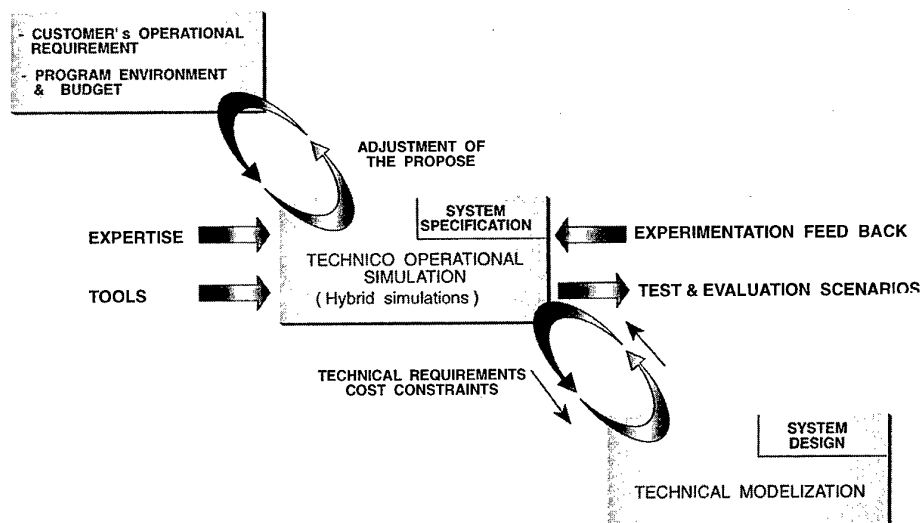 - CUSTOMER's OPERATIONAL
REQUIREMENT
- PROGRAM ENVIRONMENT
& BUDGET
ADJUSTMENT OF
THE PROPOSE
SYSTEM
SPECIFICATION
EXPERTISE
EXPERIMENTATION FEED BACK
TECHNICO OPERATIONAL
SIMULATION
(Hybrid simulations)
TOOLS
TEST & EVALUATION SCENARIOS
TECHNICAL REQUIREMENTS
COST CONSTRAINTS
SYSTEM
DESIGN
TECHNICAL MODELIZATION